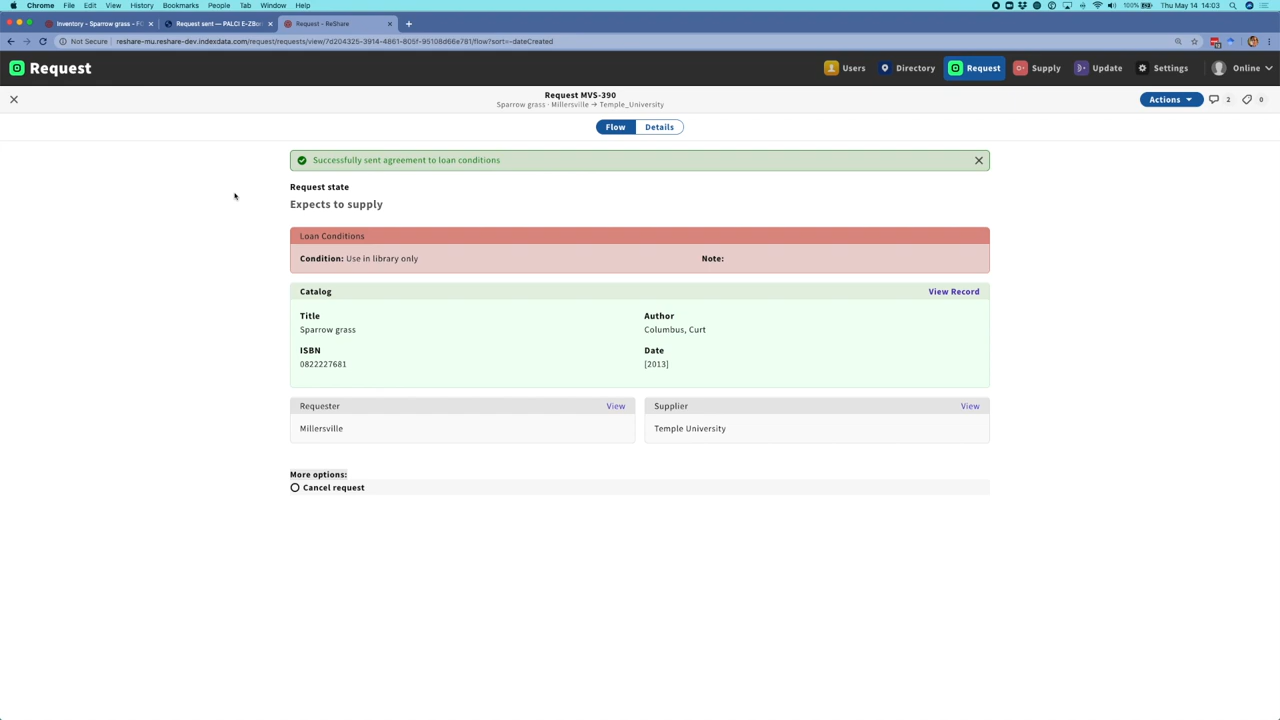 Chrome File Edit View History Bookmarks People Tab Window Help
100% Thu May 14 14:03
Inventory - Sparrow grass - FO
Request sent — PALCI E-ZBor
Request - ReShare
Not Secure reshare-mu.reshare-dev.indexdata.com/request/requests/view/7d204325-3914-4861-805f-95108d66e781/flow?sort=-dateCreated
Request
Users Directory Request Supply Update Settings Online
Request MVS-390
Sparrow grass · Millersville → Temple_University
Actions 2 0
Flow Details
Successfully sent agreement to loan conditions
Request state
Expects to supply
Loan Conditions
Condition: Use in library only Note:
Catalog View Record
Title Author
Sparrow grass Columbus, Curt
ISBN Date
0822227681 [2013]
Requester View Supplier View
Millersville Temple University
More options:
Cancel request